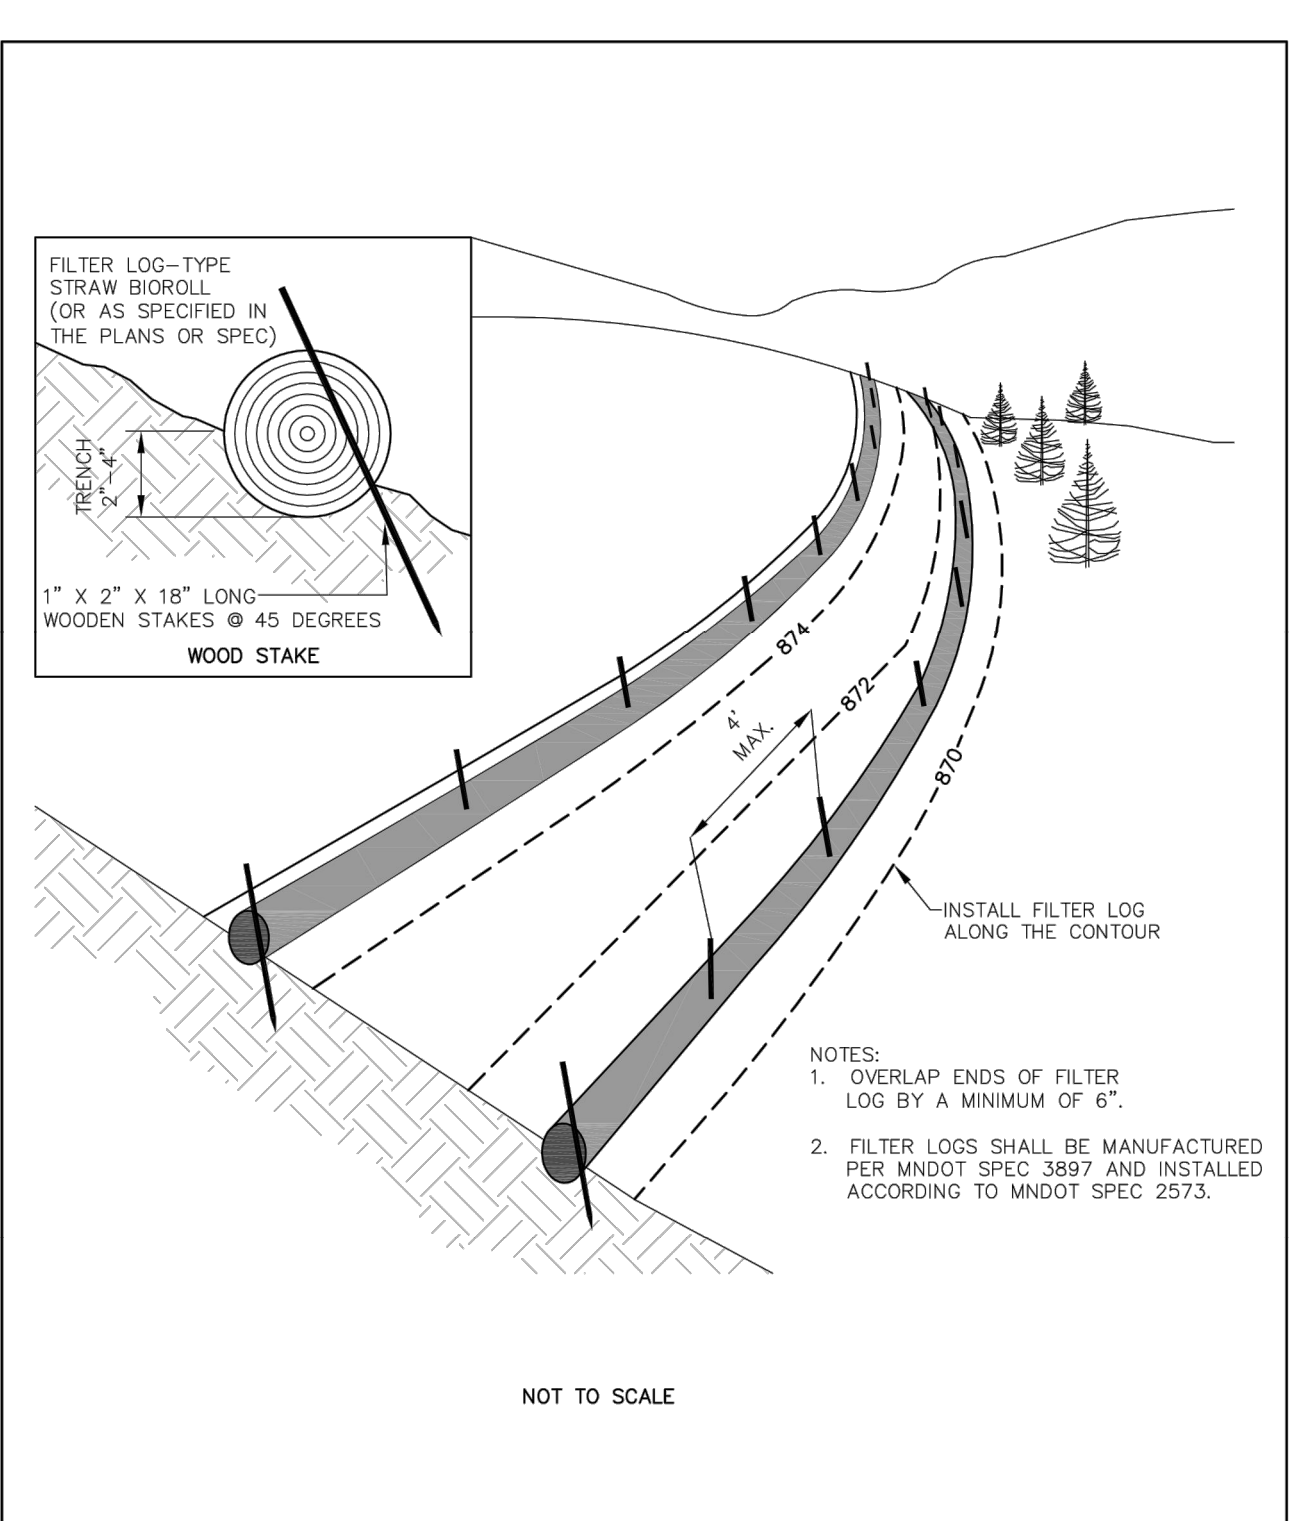 FILTER LOG-TYPE
STRAW BIOROLL
(OR AS SPECIFIED IN
THE PLANS OR SPEC)
TRENCH
2"-4"
1" X 2" X 18" LONG
WOODEN STAKES @ 45 DEGREES
WOOD STAKE
874
872
4'
MAX.
870
INSTALL FILTER LOG
ALONG THE CONTOUR
NOTES:
1. OVERLAP ENDS OF FILTER
LOG BY A MINIMUM OF 6".
2. FILTER LOGS SHALL BE MANUFACTURED
PER MNDOT SPEC 3897 AND INSTALLED
ACCORDING TO MNDOT SPEC 2573.
NOT TO SCALE